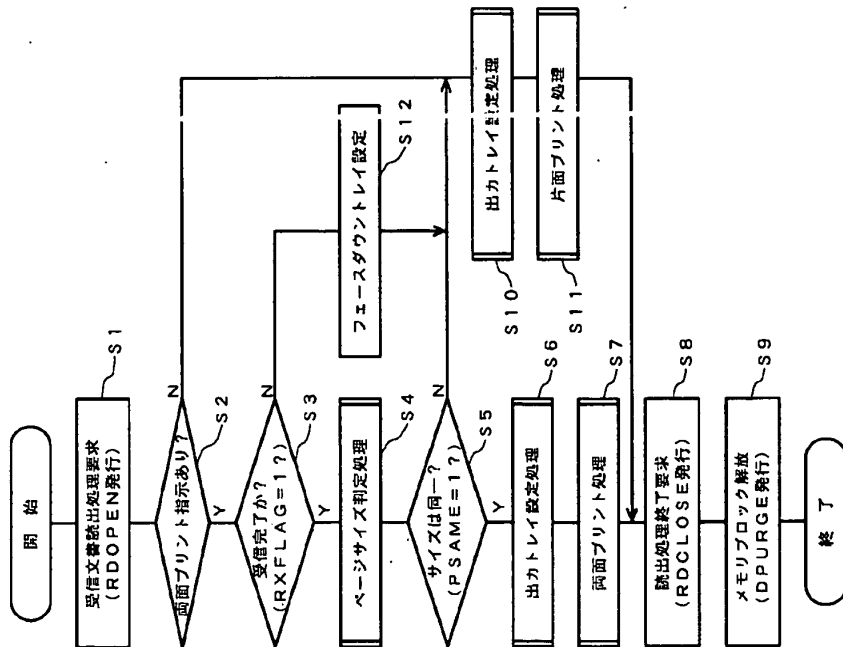 開始
受信文書読出処理要求
(RDOPEN発行)
S1
両面プリント指示あり?
S2
N
Y
受信完了か?
(RXFLAG=1?)
S3
N
Y
ページサイズ判定処理
S4
サイズは同一?
(PSAME=1?)
S5
N
Y
出力トレイ設定処理
S6
両面プリント処理
S7
読出処理終了要求
(RDCLOSE発行)
S8
メモリブロック解放
(DPURGE発行)
S9
終了
フェースダウントレイ設定
S12
出力トレイ設定処理
S10
片面プリント処理
S11